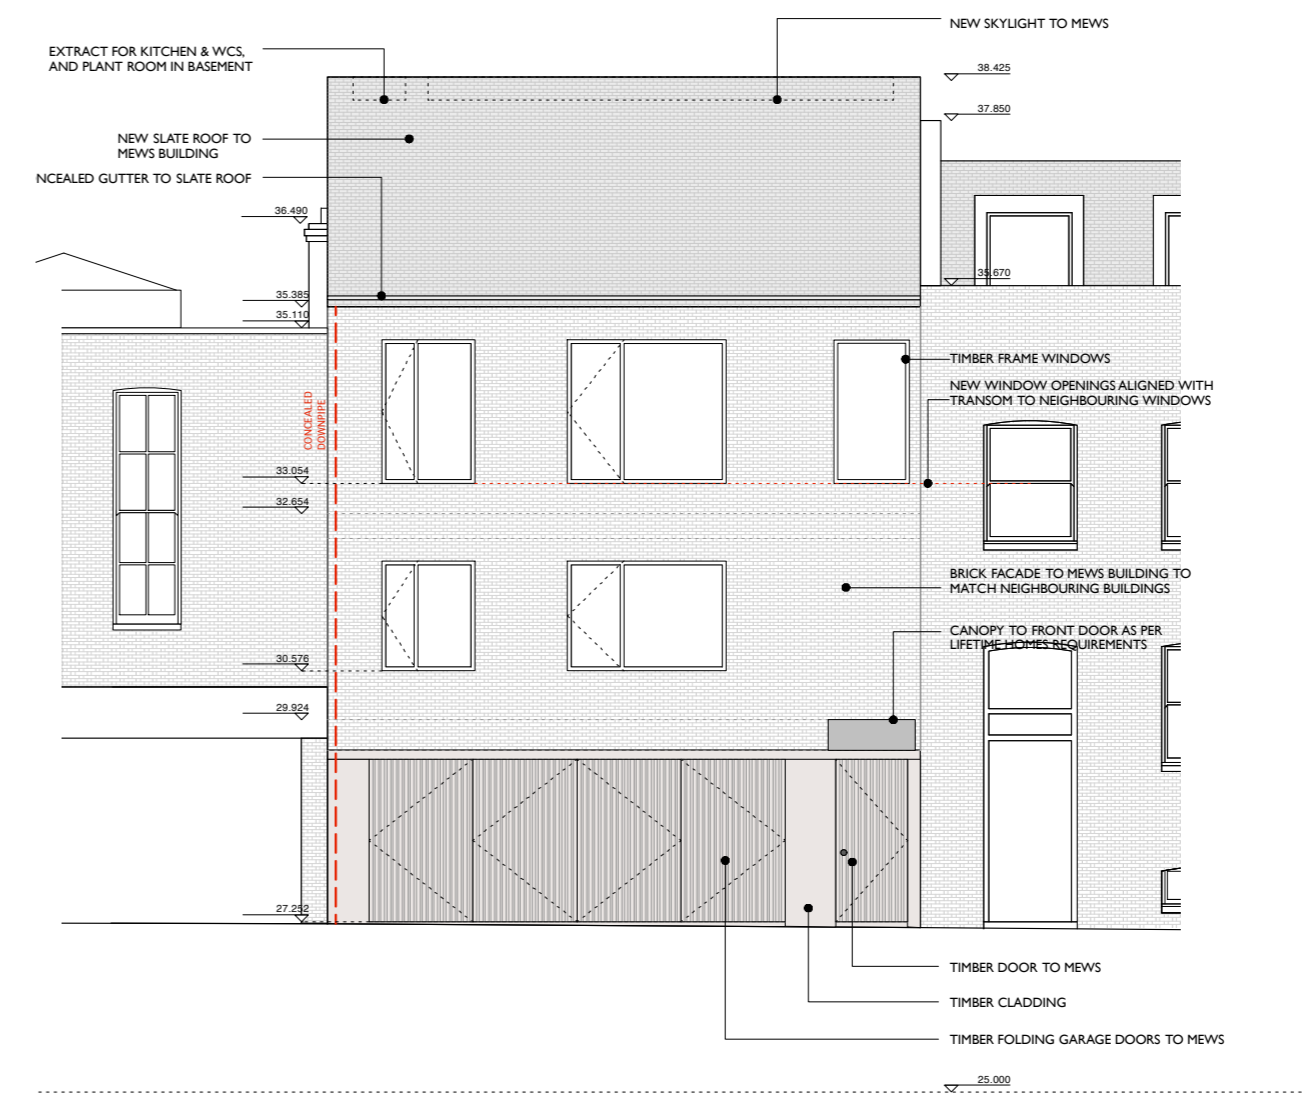 NEW SKYLIGHT TO MEWS
EXTRACT FOR KITCHEN & WCS,
AND PLANT ROOM IN BASEMENT
38.425
37.850
NEW SLATE ROOF TO
MEWS BUILDING
NCEALED GUTTER TO SLATE ROOF
36.490
35.670
35.385
35.110
TIMBER FRAME WINDOWS
NEW WINDOW OPENINGS ALIGNED WITH
TRANSOM TO NEIGHBOURING WINDOWS
CONCEALED
DOWNPIPE
33.054
32.654
BRICK FACADE TO MEWS BUILDING TO
MATCH NEIGHBOURING BUILDINGS
CANOPY TO FRONT DOOR AS PER
LIFETIME HOMES REQUIREMENTS
30.576
29.924
27.252
TIMBER DOOR TO MEWS
TIMBER CLADDING
TIMBER FOLDING GARAGE DOORS TO MEWS
25.000